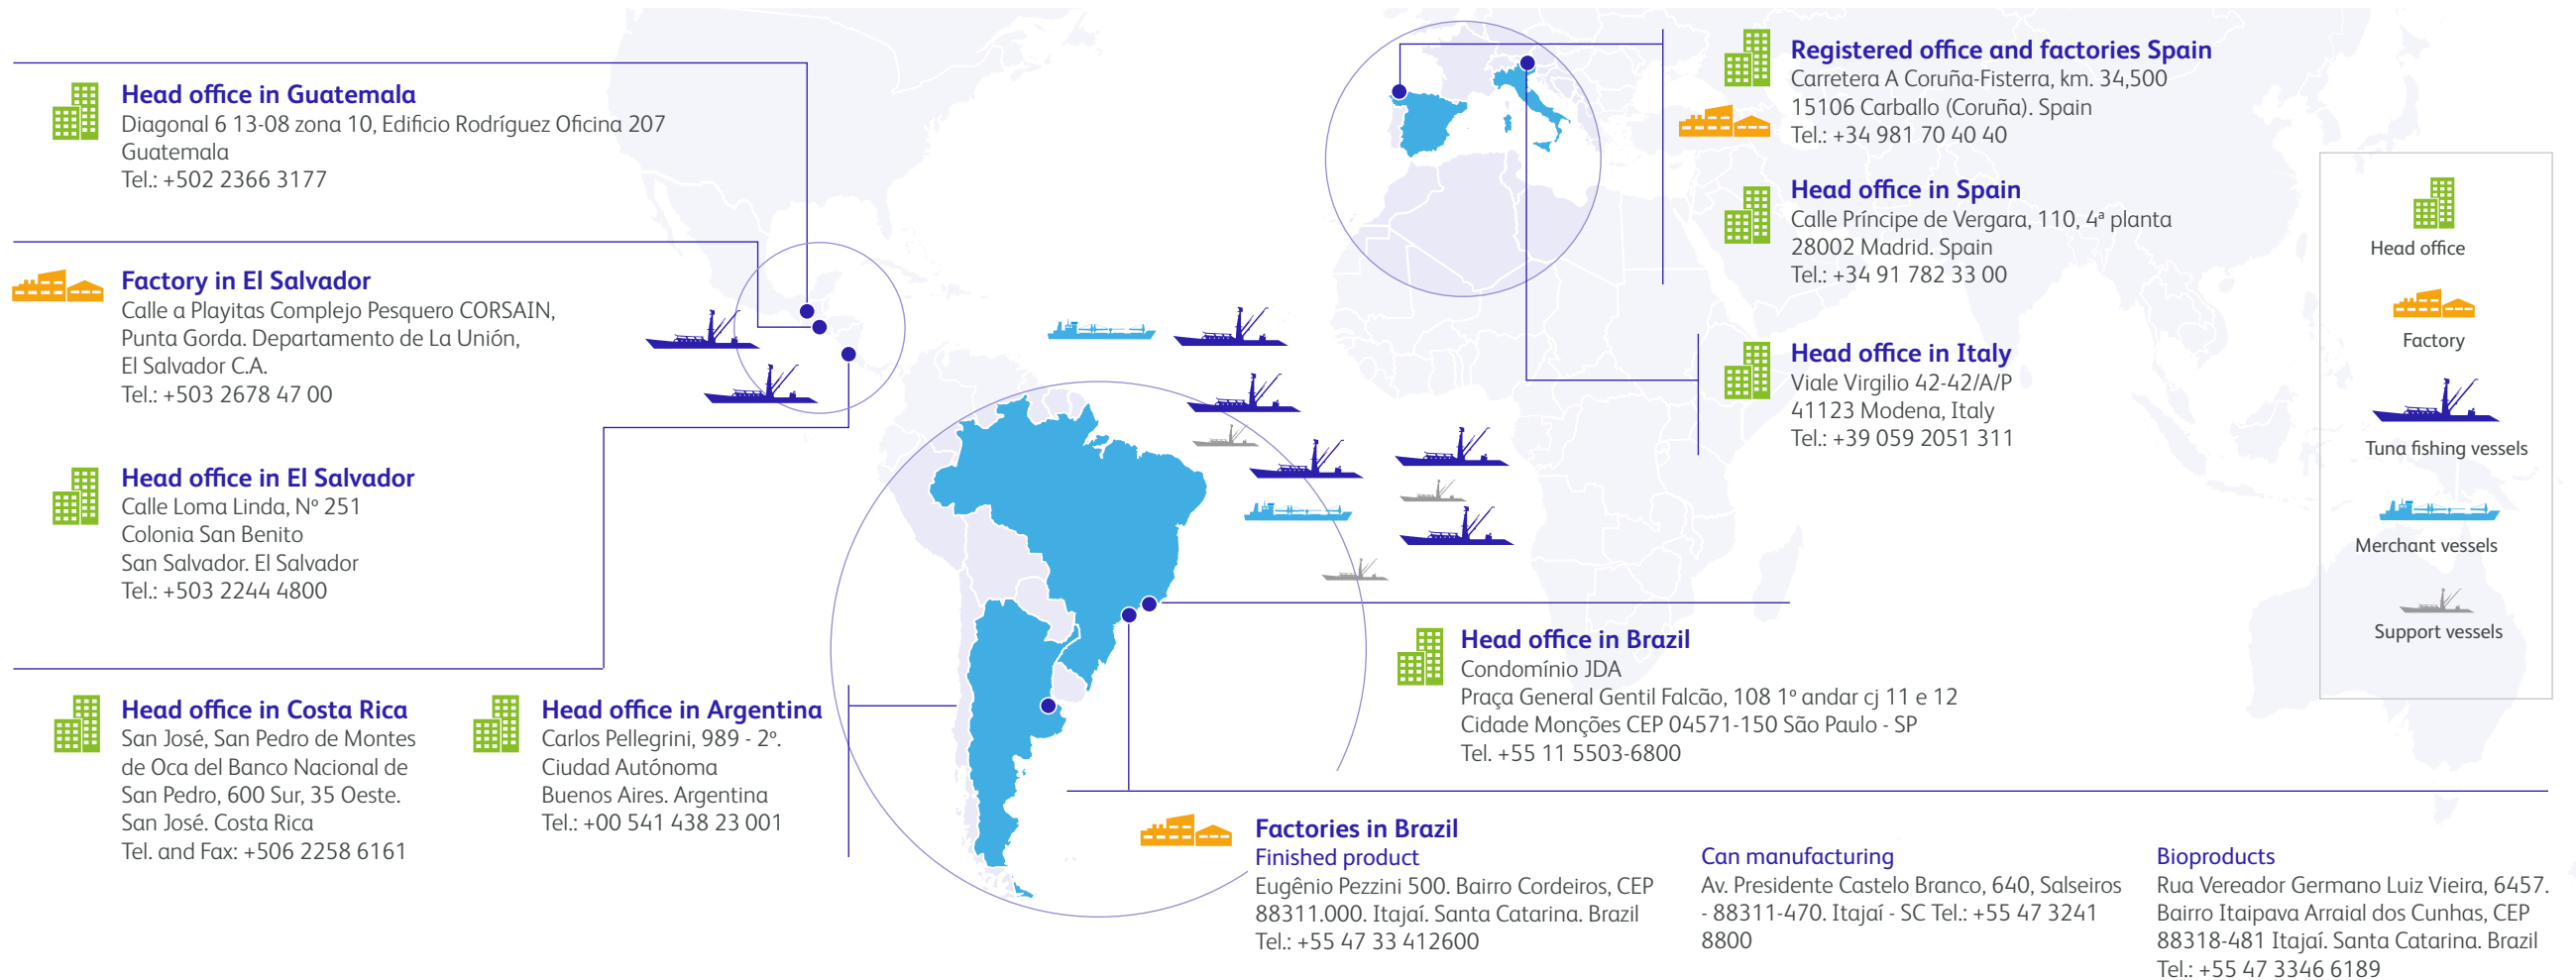 Head office in Guatemala
Diagonal 6 13-08 zona 10, Edificio Rodríguez Oficina 207
Guatemala
Tel.: +502 2366 3177
Factory in El Salvador
Calle a Playitas Complejo Pesquero CORSAIN,
Punta Gorda. Departamento de La Unión,
El Salvador C.A.
Tel.: +503 2678 47 00
Head office in El Salvador
Calle Loma Linda, Nº 251
Colonia San Benito
San Salvador. El Salvador
Tel.: +503 2244 4800
Head office in Costa Rica
San José, San Pedro de Montes
de Oca del Banco Nacional de
San Pedro, 600 Sur, 35 Oeste.
San José. Costa Rica
Tel. and Fax: +506 2258 6161
Head office in Argentina
Carlos Pellegrini, 989 - 2º.
Ciudad Autónoma
Buenos Aires. Argentina
Tel.: +00 541 438 23 001
Registered office and factories Spain
Carretera A Coruña-Fisterra, km. 34,500
15106 Carballo (Coruña). Spain
Tel.: +34 981 70 40 40
Head office in Spain
Calle Príncipe de Vergara, 110, 4ª planta
28002 Madrid. Spain
Tel.: +34 91 782 33 00
Head office in Italy
Viale Virgilio 42-42/A/P
41123 Modena, Italy
Tel.: +39 059 2051 311
Head office in Brazil
Condomínio JDA
Praça General Gentil Falcão, 108 1º andar cj 11 e 12
Cidade Monções CEP 04571-150 São Paulo - SP
Tel. +55 11 5503-6800
Factories in Brazil
Finished product
Eugênio Pezzini 500. Bairro Cordeiros, CEP
88311.000. Itajaí. Santa Catarina. Brazil
Tel.: +55 47 33 412600
Can manufacturing
Av. Presidente Castelo Branco, 640, Salseiros
- 88311-470. Itajaí - SC Tel.: +55 47 3241
8800
Bioproducts
Rua Vereador Germano Luiz Vieira, 6457.
Bairro Itaipava Arraial dos Cunhas, CEP
88318-481 Itajaí. Santa Catarina. Brazil
Tel.: +55 47 3346 6189
Head office
Factory
Tuna fishing vessels
Merchant vessels
Support vessels